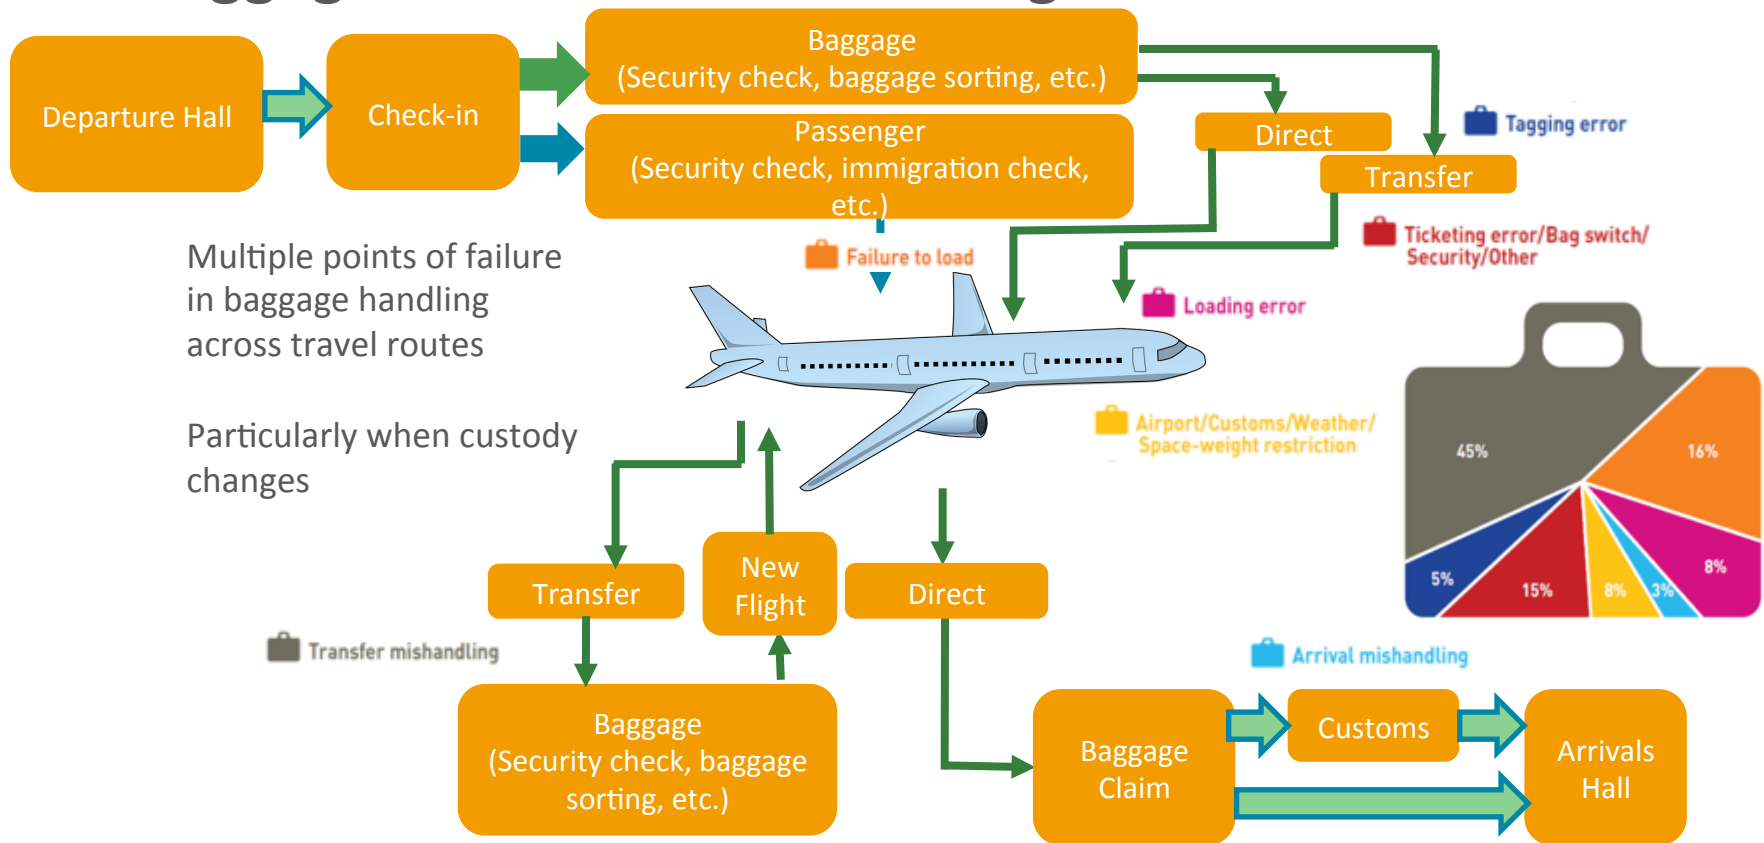 Departure Hall
Check-in
Baggage
(Security check, baggage sorting, etc.)
Passenger
(Security check, immigration check,
etc.)
Direct
Transfer
Tagging error
Ticketing error/Bag switch/
Security/Other
Failure to load
Loading error
Multiple points of failure
in baggage handling
across travel routes
Particularly when custody
changes
Airport/Customs/Weather/
Space-weight restriction
45%
16%
8%
5%
15%
8%
3%
Transfer
New
Flight
Direct
Transfer mishandling
Arrival mishandling
Baggage
(Security check, baggage
sorting, etc.)
Baggage
Claim
Customs
Arrivals
Hall